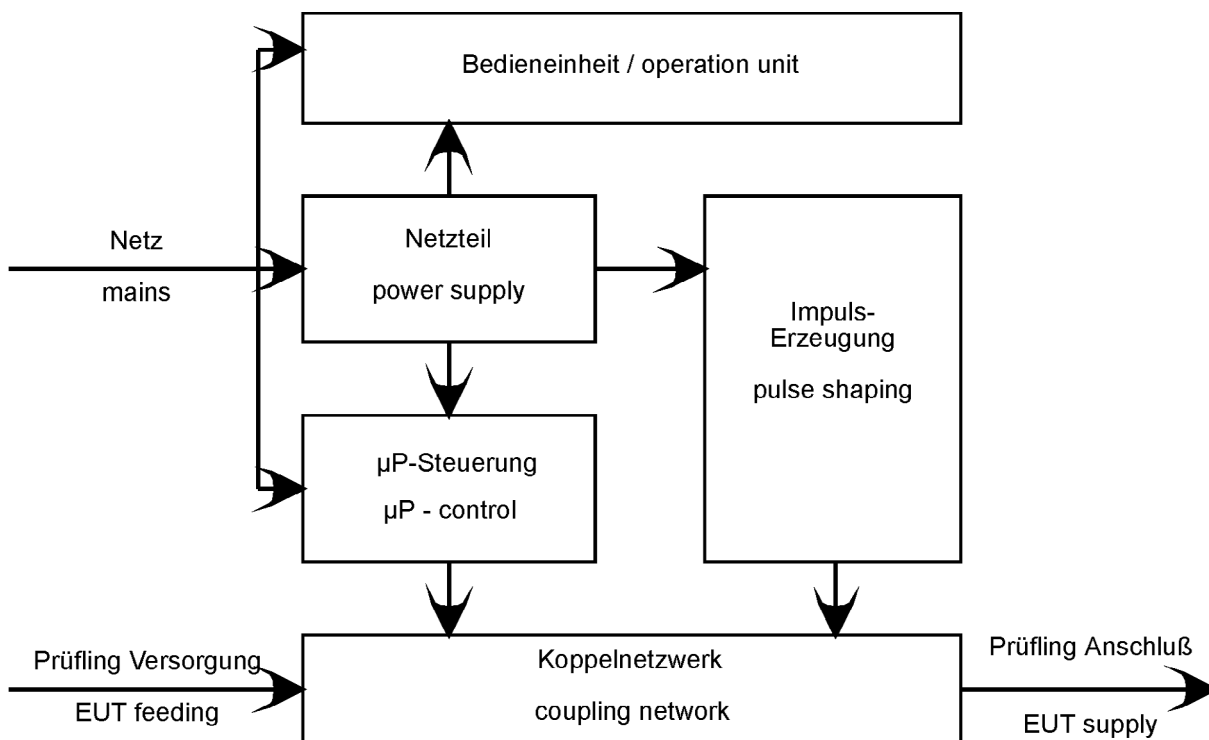 Bedieneinheit / operation unit
Netz
mains
Netzteil
power supply
Impuls-
Erzeugung
pulse shaping
µP-Steuerung
µP - control
Prüfling Versorgung
EUT feeding
Koppelnetzwerk
coupling network
Prüfling Anschluß
EUT supply